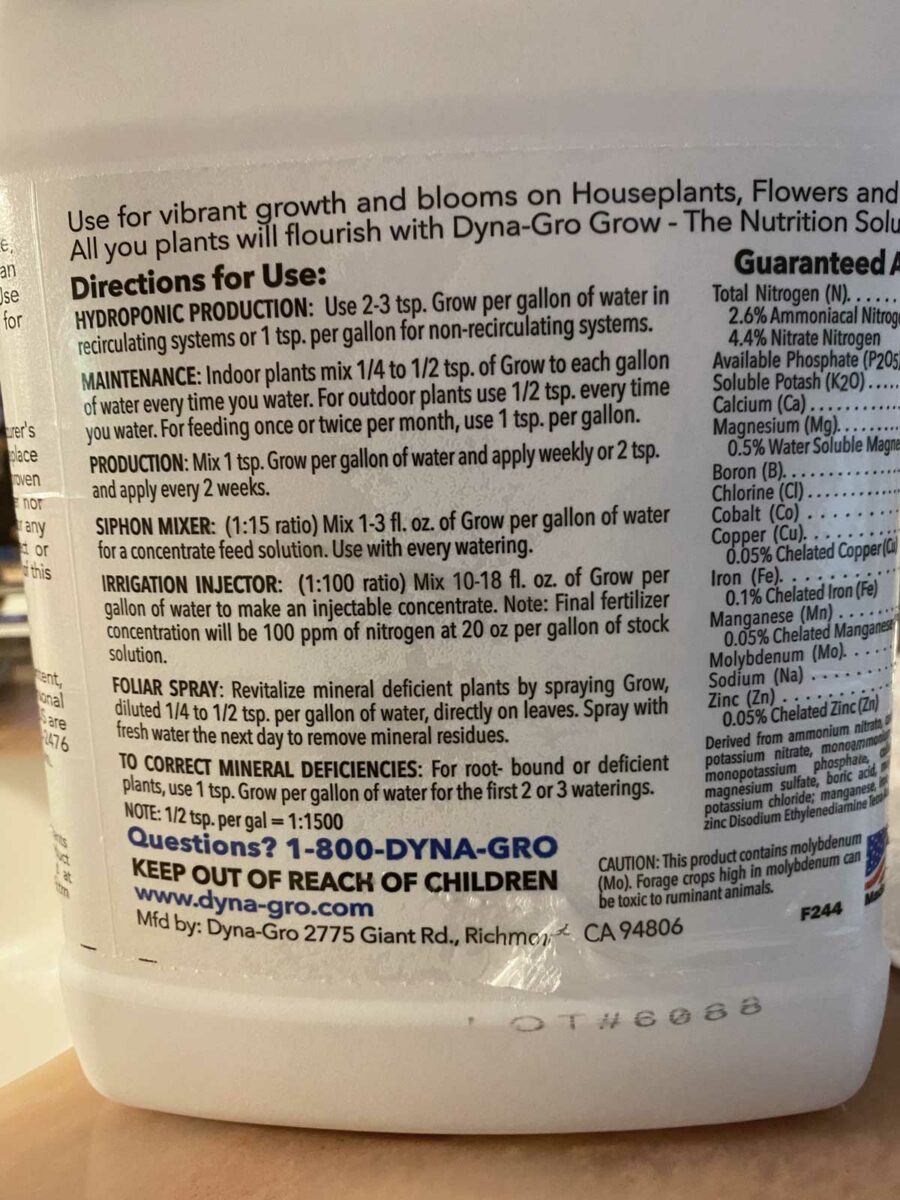 Use for vibrant growth and blooms on Houseplants, Flowers and
All you plants will flourish with Dyna-Gro Grow - The Nutrition Solu
Directions for Use:
HYDROPONIC PRODUCTION: Use 2-3 tsp. Grow per gallon of water in
recirculating systems or 1 tsp. per gallon for non-recirculating systems.
MAINTENANCE: Indoor plants mix 1/4 to 1/2 tsp. of Grow to each gallon
of water every time you water. For outdoor plants use 1/2 tsp. every time
you water. For feeding once or twice per month, use 1 tsp. per gallon.
PRODUCTION: Mix 1 tsp. Grow per gallon of water and apply weekly or 2 tsp.
and apply every 2 weeks.
SIPHON MIXER: (1:15 ratio) Mix 1-3 fl. oz. of Grow per gallon of water
for a concentrate feed solution. Use with every watering.
IRRIGATION INJECTOR: (1:100 ratio) Mix 10-18 fl. oz. of Grow per
gallon of water to make an injectable concentrate. Note: Final fertilizer
concentration will be 100 ppm of nitrogen at 20 oz per gallon of stock
solution.
FOLIAR SPRAY: Revitalize mineral deficient plants by spraying Grow,
diluted 1/4 to 1/2 tsp. per gallon of water, directly on leaves. Spray with
fresh water the next day to remove mineral residues.
TO CORRECT MINERAL DEFICIENCIES: For root- bound or deficient
plants, use 1 tsp. Grow per gallon of water for the first 2 or 3 waterings.
NOTE: 1/2 tsp. per gal = 1:1500
Questions? 1-800-DYNA-GRO
KEEP OUT OF REACH OF CHILDREN
www.dyna-gro.com
Mfd by: Dyna-Gro 2775 Giant Rd., Richmo CA 94806
Guaranteed A
Total Nitrogen (N). . . . . .
2.6% Ammoniacal Nitroge
4.4% Nitrate Nitrogen
Available Phosphate (P2O5)
Soluble Potash (K2O) . . . .
Calcium (Ca) . . . . . . . . . .
Magnesium (Mg). . . . . . . .
0.5% Water Soluble Magne
Boron (B). . . . . . . . . . . .
Chlorine (Cl) . . . . . . . . . .
Cobalt (Co) . . . . . . . . . .
Copper (Cu). . . . . . . . . .
0.05% Chelated Copper (Cu)
Iron (Fe). . . . . . . . . . . .
0.1% Chelated Iron (Fe)
Manganese (Mn) . . . . . . .
0.05% Chelated Manganese
Molybdenum (Mo). . . . . .
Sodium (Na) . . . . . . . . .
Zinc (Zn) . . . . . . . . . . .
0.05% Chelated Zinc (Zn)
Derived from ammonium nitrate,
potassium nitrate, monoammoni
monopotassium phosphate,
magnesium sulfate, boric acid,
potassium chloride; manganese,
zinc Disodium Ethylenediamine
CAUTION: This product contains molybdenum
(Mo). Forage crops high in molybdenum can
be toxic to ruminant animals.
F244
LOT#6068